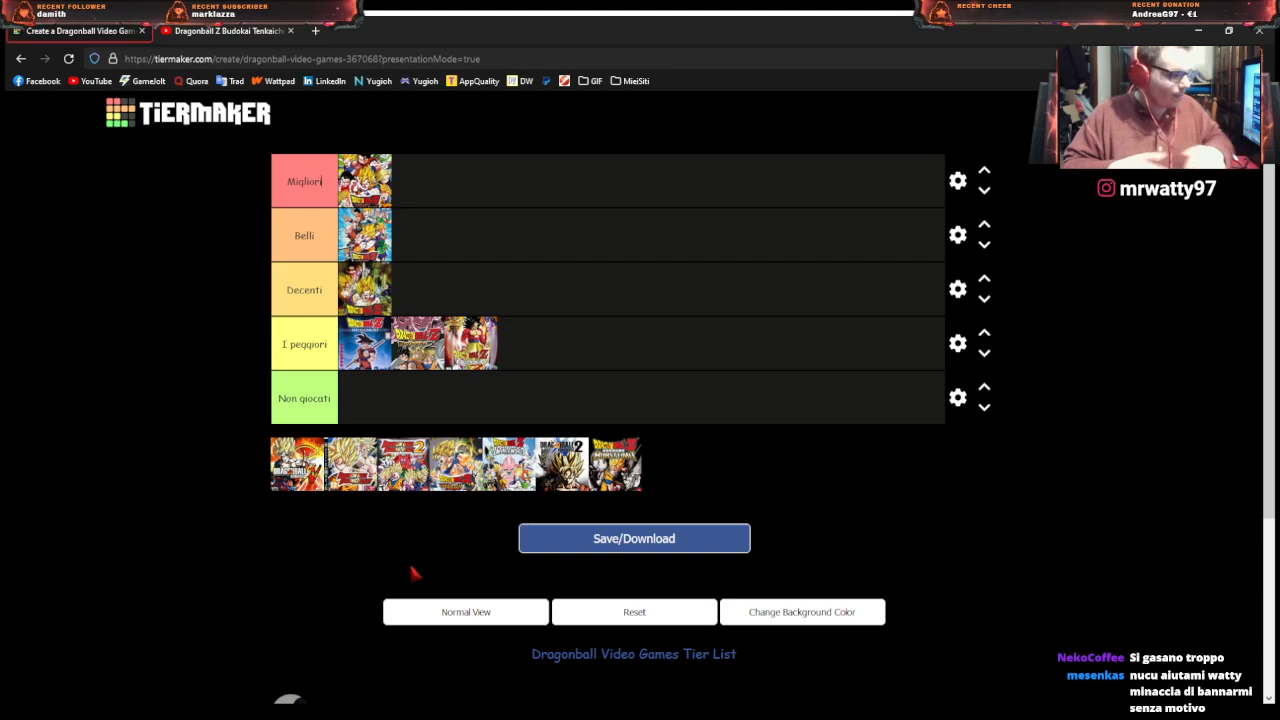 RECENT FOLLOWER
damith
RECENT SUBSCRIBER
marklazza
RECENT CHEER
RECENT DONATION
AndreaG97 - €1
Create a Dragonball Video Gam
Dragonball Z Budokai Tenkaich
https://tiermaker.com/create/dragonball-video-games-367068?presentationMode=true
Facebook YouTube GameJolt Quora Trad Wattpad LinkedIn Yugioh Yugioh AppQuality DW GIF MieiSiti
TiERMAKER
mrwatty97
Migliori
Belli
Decenti
I peggiori
Non giocati
Save/Download
Normal View
Reset
Change Background Color
Dragonball Video Games Tier List
NekoCoffee Si gasano troppo
mesenkas nucu aiutami watty
minaccia di bannarmi
senza motivo